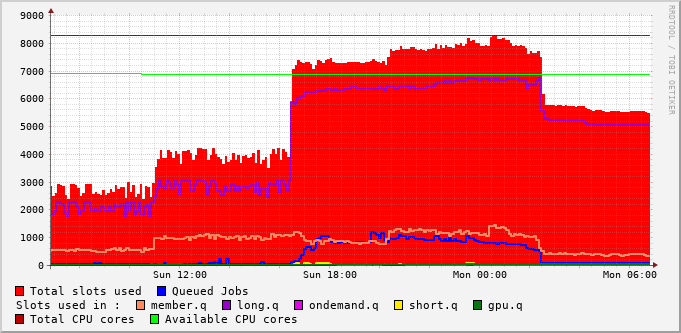 9000
8000
7000
6000
5000
4000
3000
2000
1000
0
Sun 12:00 Sun 18:00 Mon 00:00 Mon 06:00
RRDTOOL / TOBI OETIKER
Total slots used Queued Jobs
Slots used in : member.q long.q ondemand.q short.q gpu.q
Total CPU cores Available CPU cores